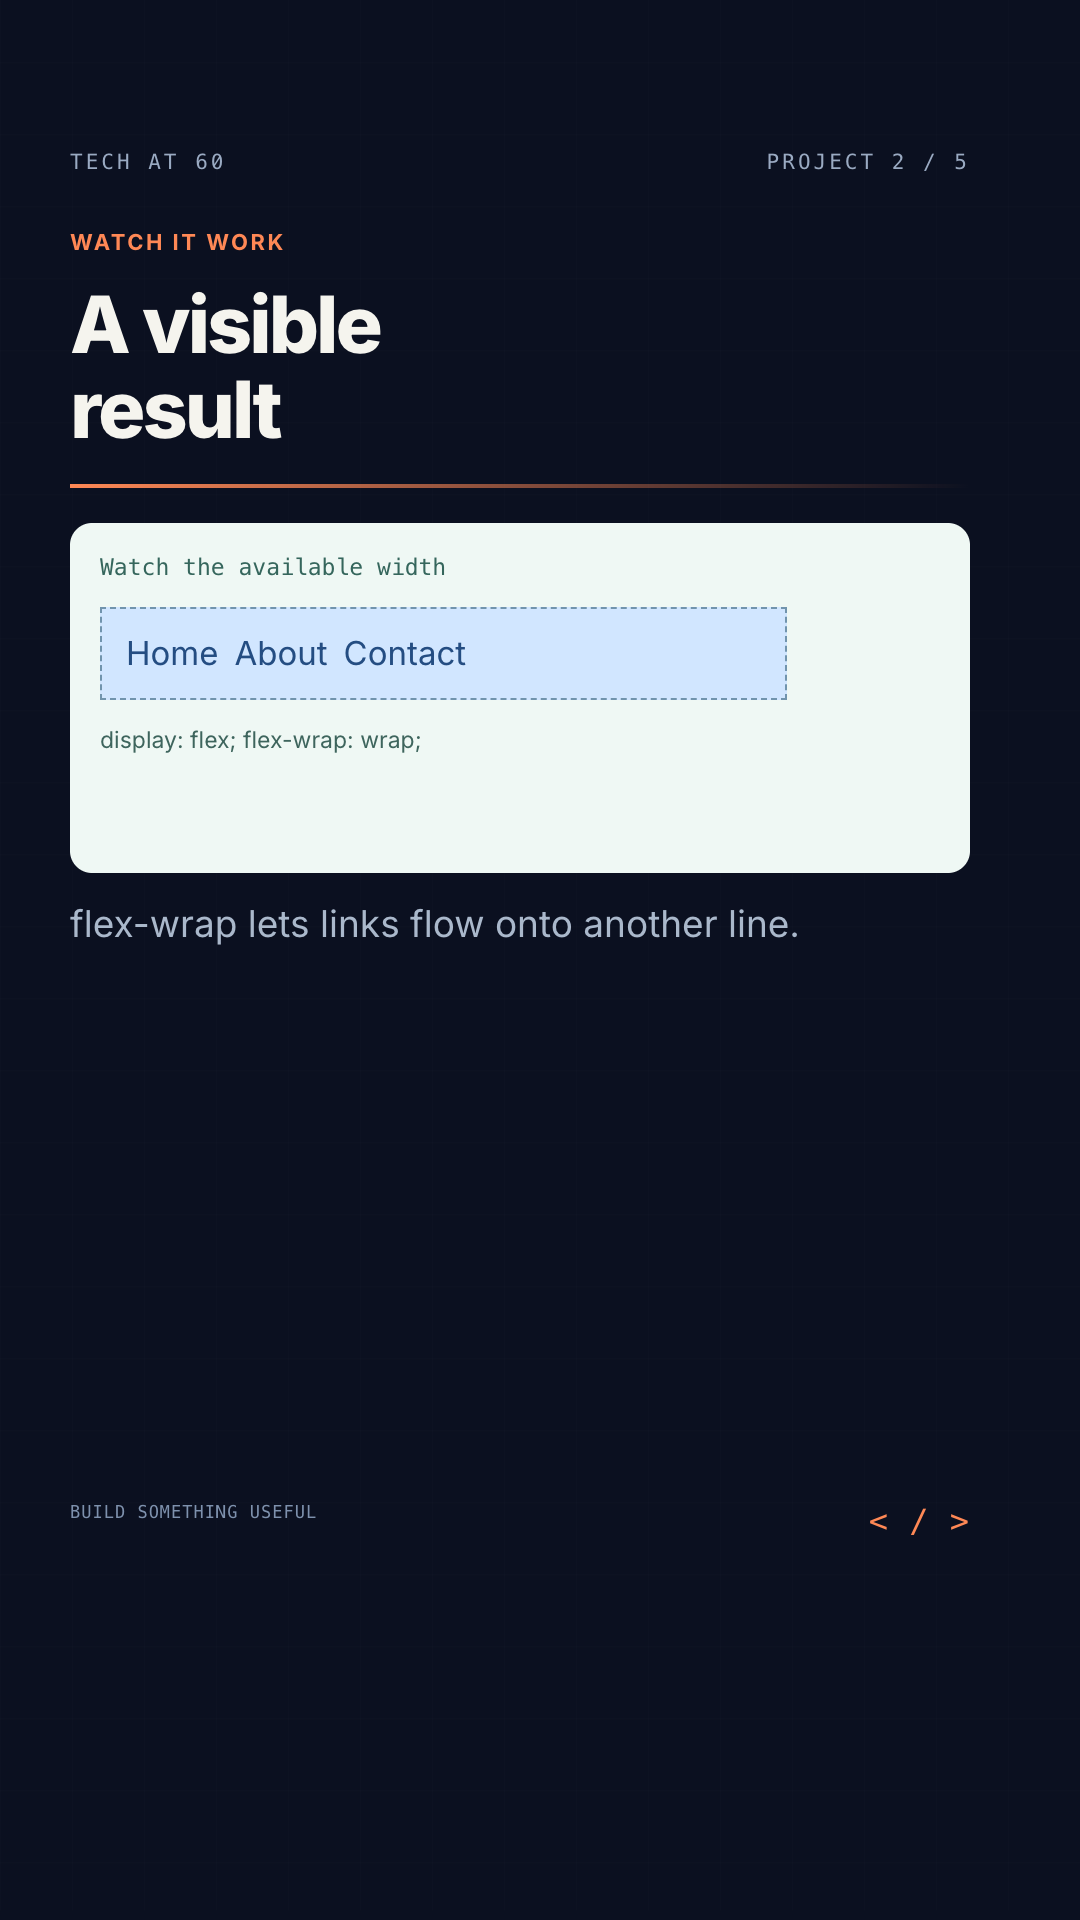 TECH AT 60
PROJECT 2 / 5
WATCH IT WORK
A visible
result
Watch the available width
Home About Contact
display: flex; flex-wrap: wrap;
flex-wrap lets links flow onto another line.
BUILD SOMETHING USEFUL
< / >